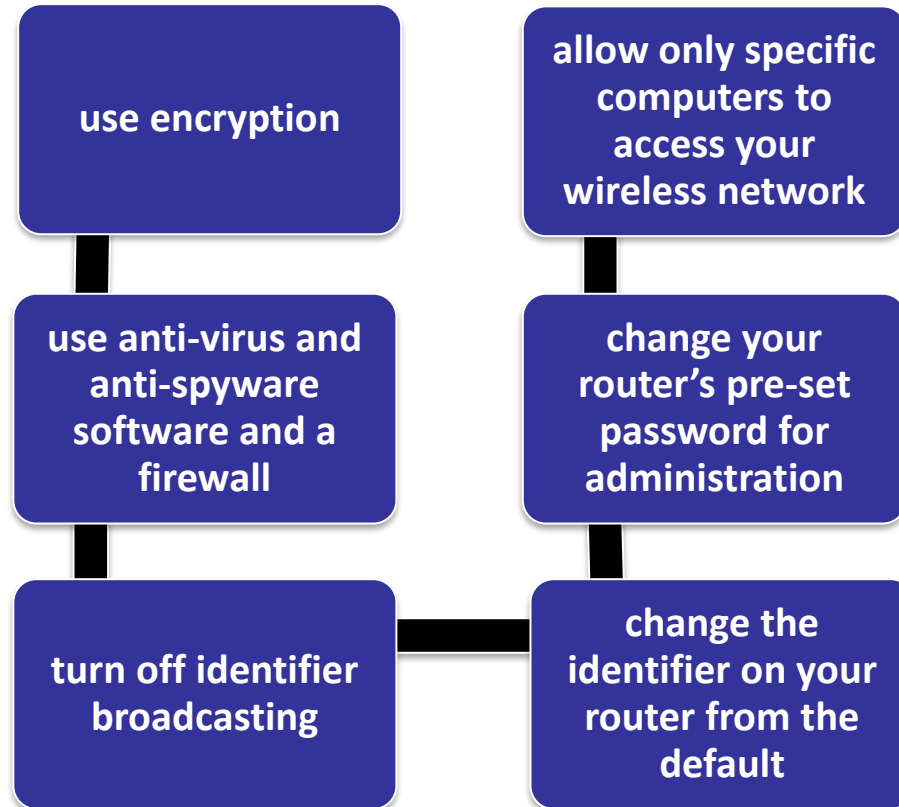 use encryption
use anti-virus and
anti-spyware
software and a
firewall
turn off identifier
broadcasting
change the
identifier on your
router from the
default
change your
router’s pre-set
password for
administration
allow only specific
computers to
access your
wireless network